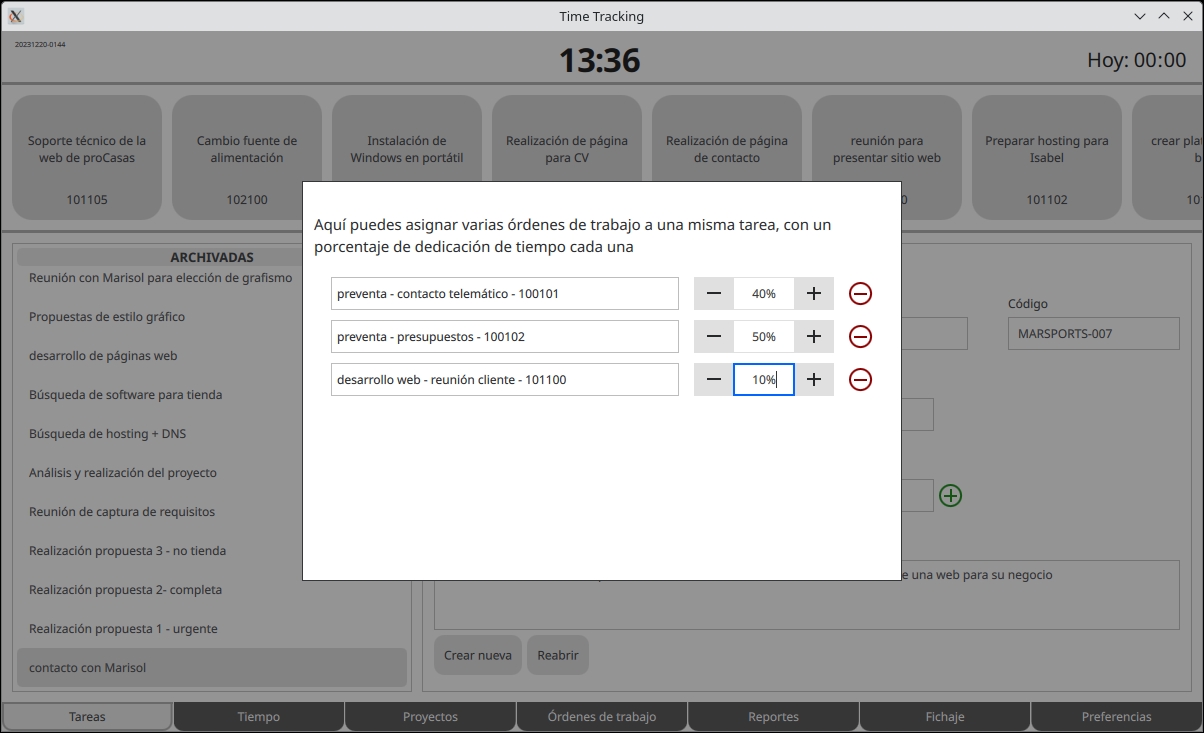 Time Tracking
20231220-0144
13:36
Hoy: 00:00
Soporte técnico de la
web de proCasas
101105
Cambio fuente de
alimentación
102100
Instalación de
Windows en portátil
Realización de página
para CV
Realización de página
de contacto
reunión para
presentar sitio web
0
Preparar hosting para
Isabel
101102
crear pla
b
10
Aquí puedes asignar varias órdenes de trabajo a una misma tarea, con un
porcentaje de dedicación de tiempo cada una
preventa - contacto telemático - 100101
40%
preventa - presupuestos - 100102
50%
desarrollo web - reunión cliente - 101100
10%
ARCHIVADAS
Reunión con Marisol para elección de grafismo
Propuestas de estilo gráfico
desarrollo de páginas web
Búsqueda de software para tienda
Búsqueda de hosting + DNS
Análisis y realización del proyecto
Reunión de captura de requisitos
Realización propuesta 3 - no tienda
Realización propuesta 2- completa
Realización propuesta 1 - urgente
contacto con Marisol
Código
MARSPORTS-007
e una web para su negocio
Crear nueva
Reabrir
Tareas
Tiempo
Proyectos
Órdenes de trabajo
Reportes
Fichaje
Preferencias